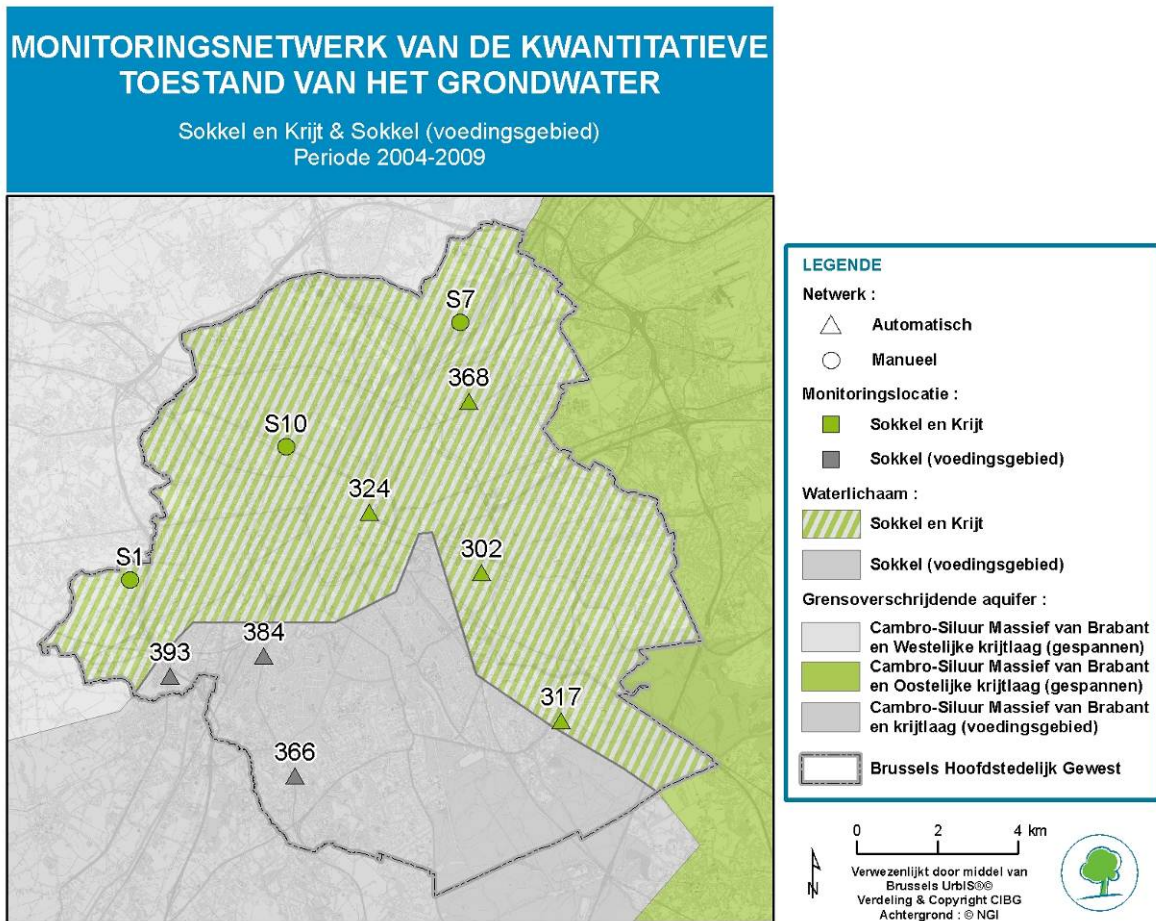 MONITORINGSNETWERK VAN DE KWANTITATIEVE
TOESTAND VAN HET GRONDWATER
Sokkel en Krijt & Sokkel (voedingsgebied)
Periode 2004-2009
S7
368
S10
324
302
S1
384
393
317
366
LEGENDE
Netwerk :
Automatisch
Manueel
Monitoringslocatie :
Sokkel en Krijt
Sokkel (voedingsgebied)
Waterlichaam :
Sokkel en Krijt
Sokkel (voedingsgebied)
Grensoverschrijdende aquifer :
Cambro-Siluur Massief van Brabant
en Westelijke krijtlaag (gespannen)
Cambro-Siluur Massief van Brabant
en Oostelijke krijtlaag (gespannen)
Cambro-Siluur Massief van Brabant
en krijtlaag (voedingsgebied)
Brussels Hoofdstedelijk Gewest
0 2 4 km
N
Verwezenlijkt door middel van
Brussels UrbIS®©
Verdeling & Copyright CIBG
Achtergrond : © NGI